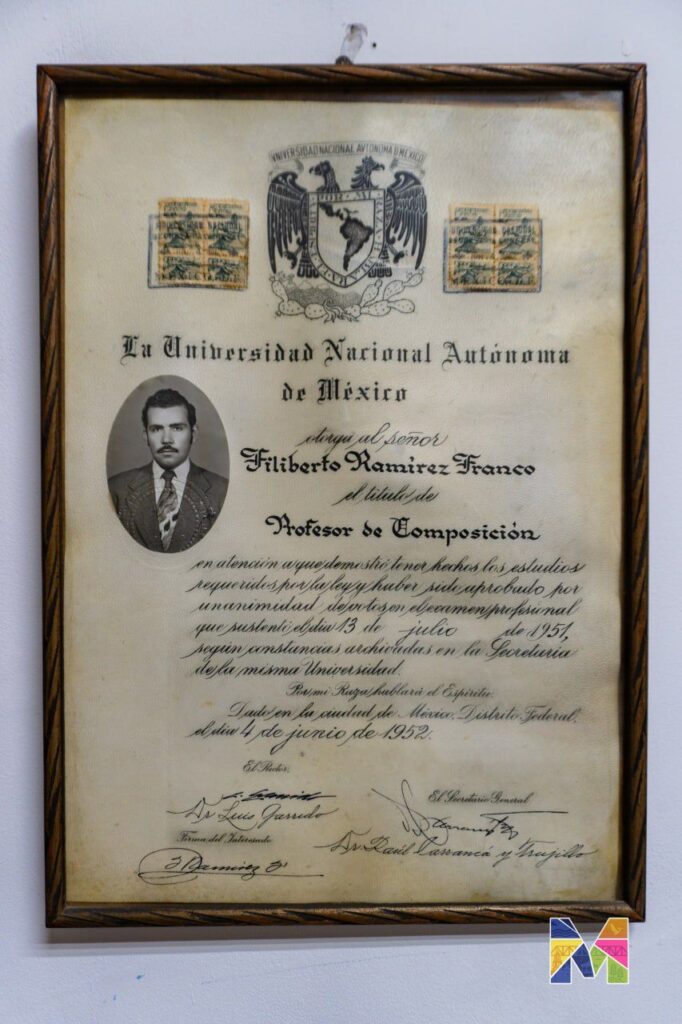 UNIVERSIDAD NACIONAL AVTONOMA D MEXICO
POR MI
La Universidad Nacional Autónoma
de México
otorga al señor
Filiberto Ramírez Franco
el título de
Profesor de Composición
en atención a que demostró tener hechos los estudios
requeridos por la ley y haber sido aprobado por
unanimidad de votos en el examen profesional
que sustentó el día 13 de julio de 1951,
según constancias archivadas en la Secretaría
de la misma Universidad.
Por mi Raza hablará el Espíritu.
Dado en la ciudad de México, Distrito Federal,
el día 4 de junio de 1952.
El Rector,
El Secretario General
Dr Luis Garrido
Firma del Interesado
Dr. Raúl Carrancá y Trujillo
F Ramirez F
M